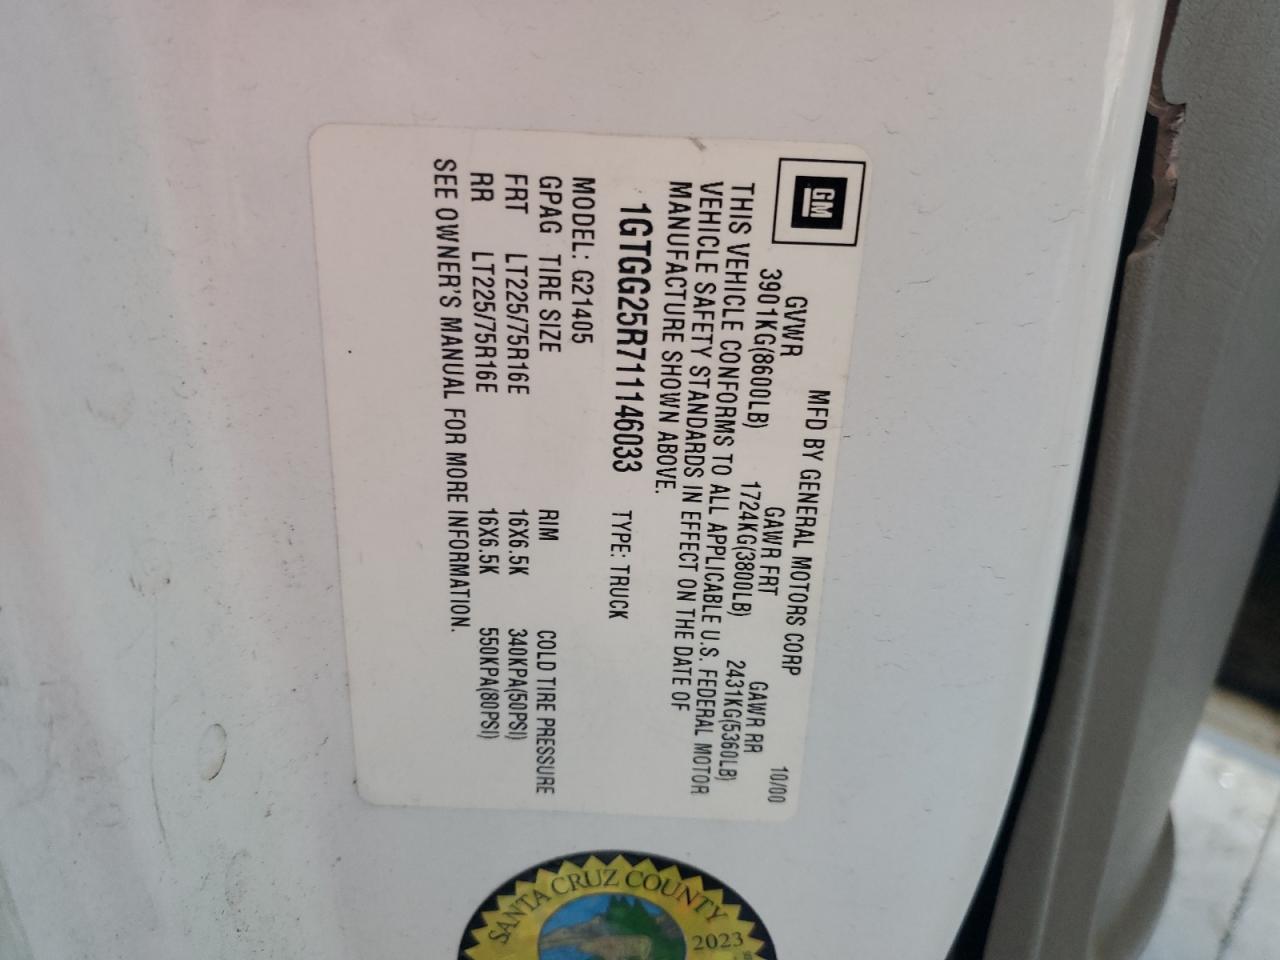 GM
MFD BY GENERAL MOTORS CORP 10/00
GVWR GAWR FRT GAWR RR
3901KG(8600LB) 1724KG(3800LB) 2431KG(5360LB)
THIS VEHICLE CONFORMS TO ALL APPLICABLE U.S. FEDERAL MOTOR
VEHICLE SAFETY STANDARDS IN EFFECT ON THE DATE OF
MANUFACTURE SHOWN ABOVE.
1GTGG25R711146033 TYPE: TRUCK
MODEL: G21405
GPAG TIRE SIZE RIM COLD TIRE PRESSURE
FRT LT225/75R16E 16X6.5K 340KPA(50PSI)
RR LT225/75R16E 16X6.5K 550KPA(80PSI)
SEE OWNER'S MANUAL FOR MORE INFORMATION.
SANTA CRUZ COUNTY
2023